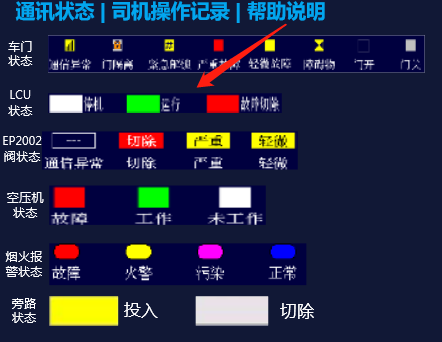 通讯状态 | 司机操作记录 | 帮助说明
车门状态
通信异常 门隔离 紧急解锁 严重故障 轻微故障 障碍物 门开 门关
LCU状态
停机 运行 故障切除
EP2002阀状态
--- 切除 严重 轻微
通信异常 切除 严重 轻微
空压机状态
故障 工作 未工作
烟火报警状态
故障 火警 污染 正常
旁路状态
投入 切除